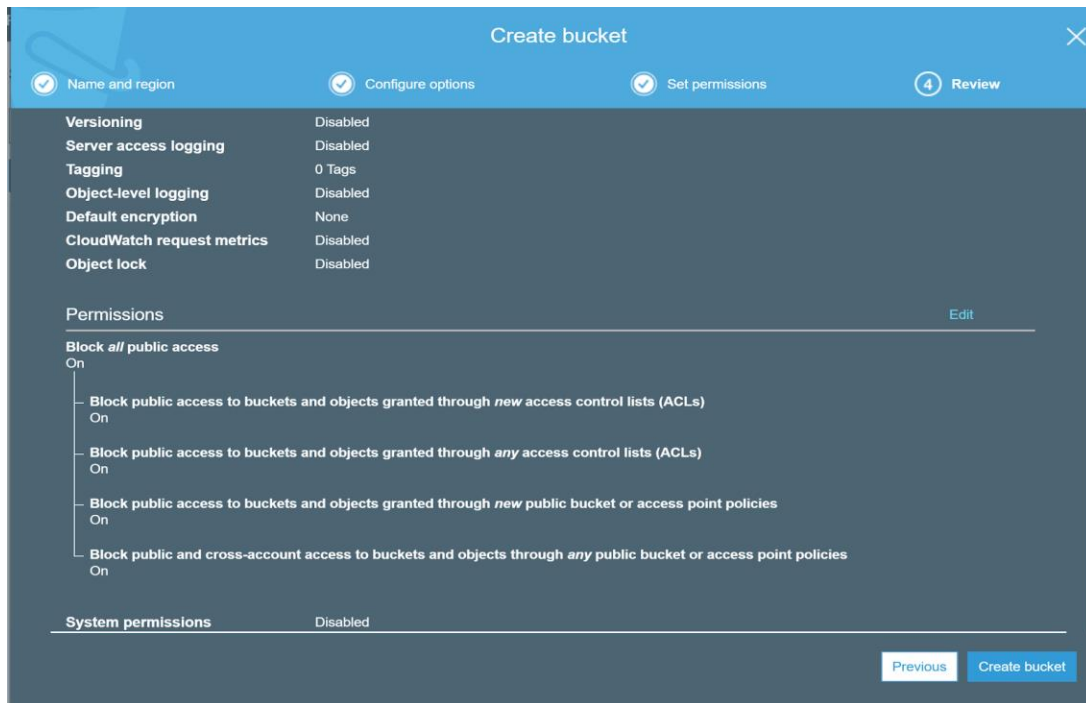 Create bucket
Name and region
Configure options
Set permissions
4 Review
Versioning Disabled
Server access logging Disabled
Tagging 0 Tags
Object-level logging Disabled
Default encryption None
CloudWatch request metrics Disabled
Object lock Disabled
Permissions Edit
Block all public access
On
Block public access to buckets and objects granted through new access control lists (ACLs)
On
Block public access to buckets and objects granted through any access control lists (ACLs)
On
Block public access to buckets and objects granted through new public bucket or access point policies
On
Block public and cross-account access to buckets and objects through any public bucket or access point policies
On
System permissions Disabled
Previous Create bucket